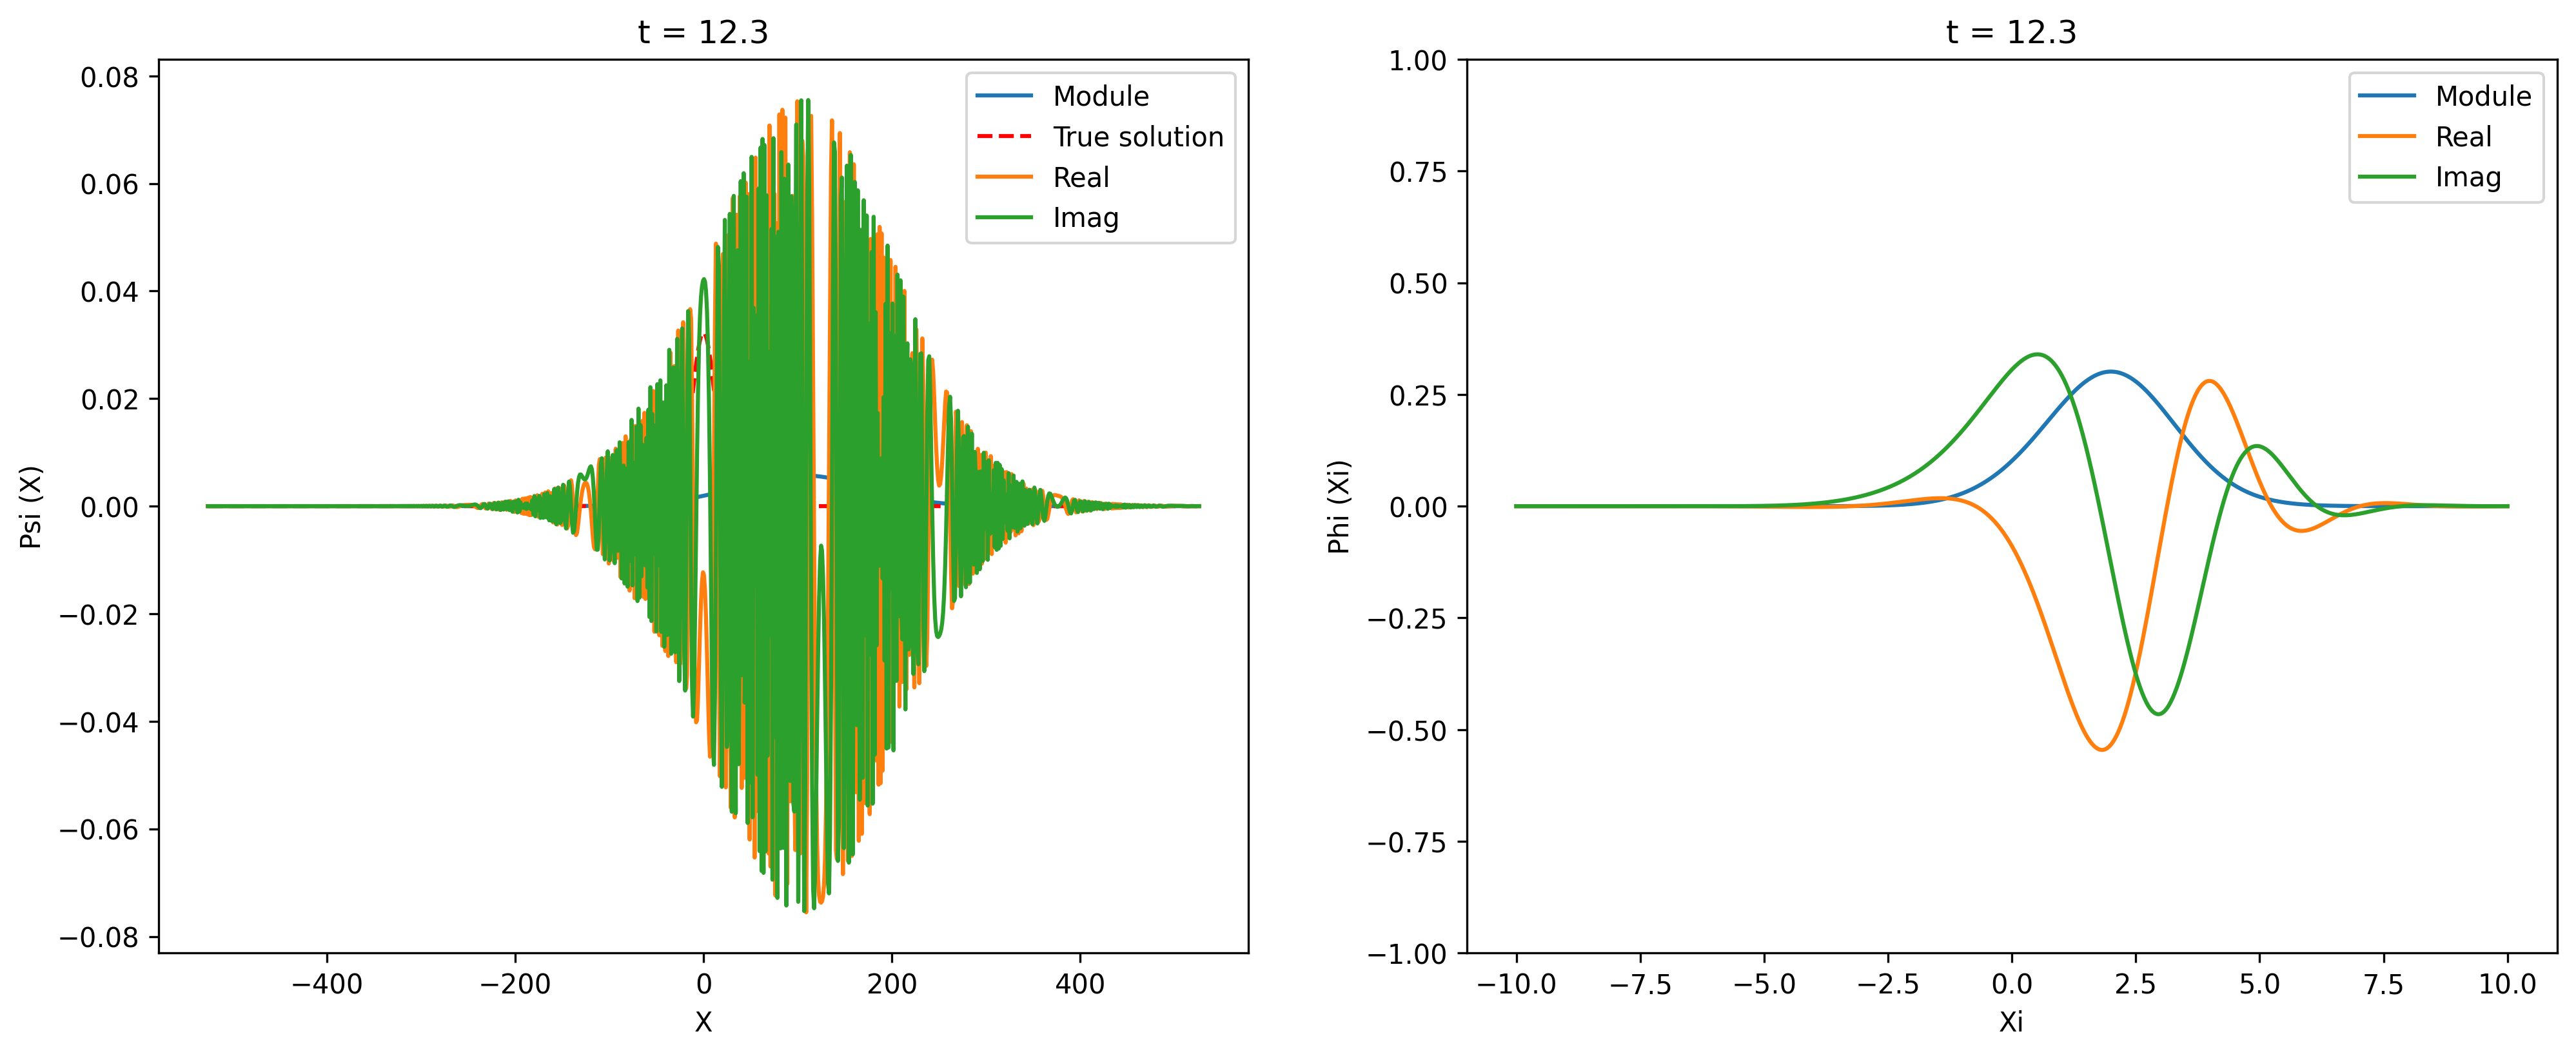 t = 12.3
Psi (X)
0.08
0.06
0.04
0.02
0.00
−0.02
−0.04
−0.06
−0.08
Module
True solution
Real
Imag
−400
−200
0
200
400
X
t = 12.3
Phi (Xi)
1.00
0.75
0.50
0.25
0.00
−0.25
−0.50
−0.75
−1.00
Module
Real
Imag
−10.0
−7.5
−5.0
−2.5
0.0
2.5
5.0
7.5
10.0
Xi